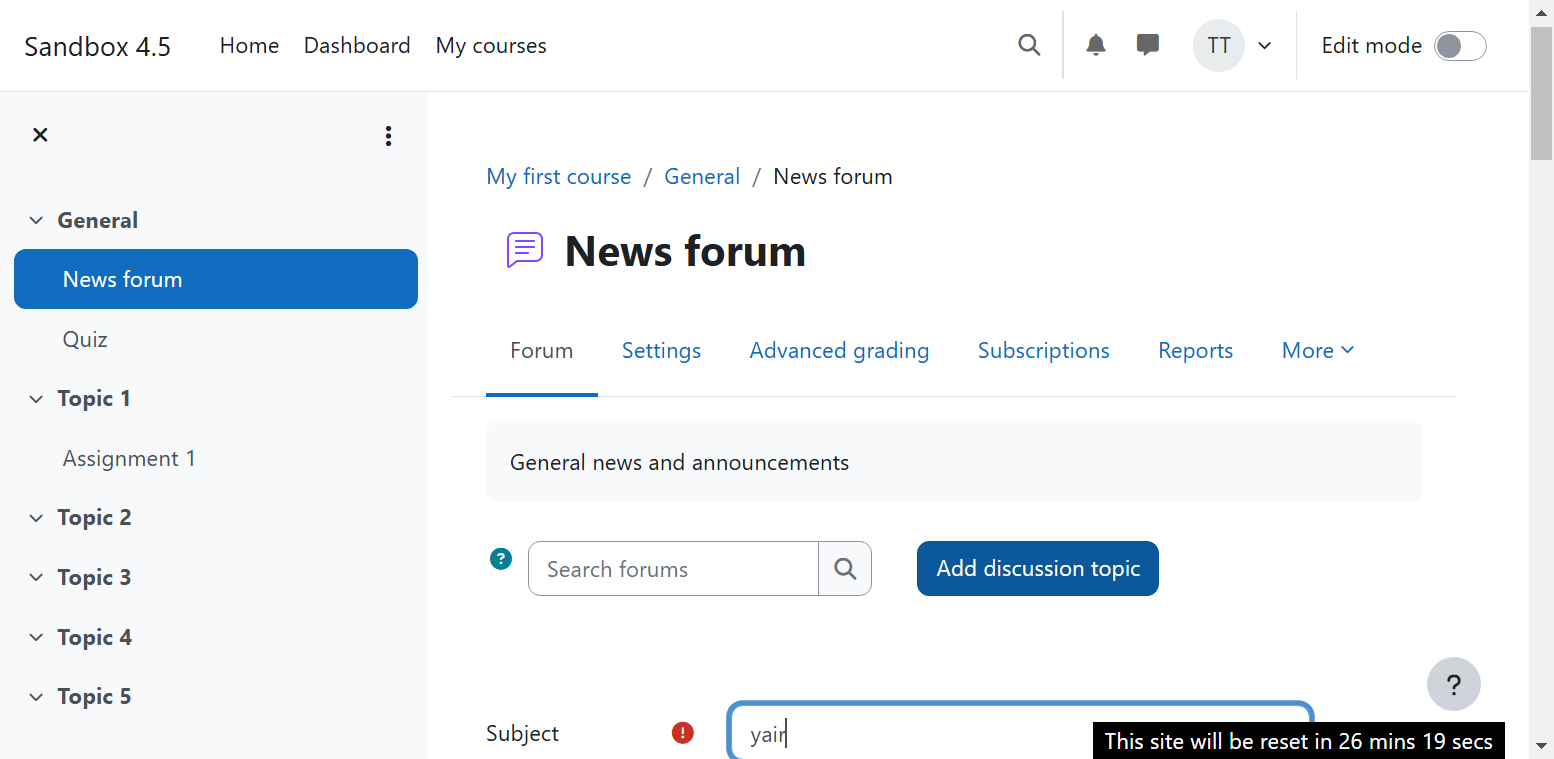 Sandbox 4.5 Home Dashboard My courses TT Edit mode
General
News forum
Quiz
Topic 1
Assignment 1
Topic 2
Topic 3
Topic 4
Topic 5
My first course / General / News forum
News forum
Forum Settings Advanced grading Subscriptions Reports More
General news and announcements
? Search forums Add discussion topic
?
Subject ! yair
This site will be reset in 26 mins 19 secs